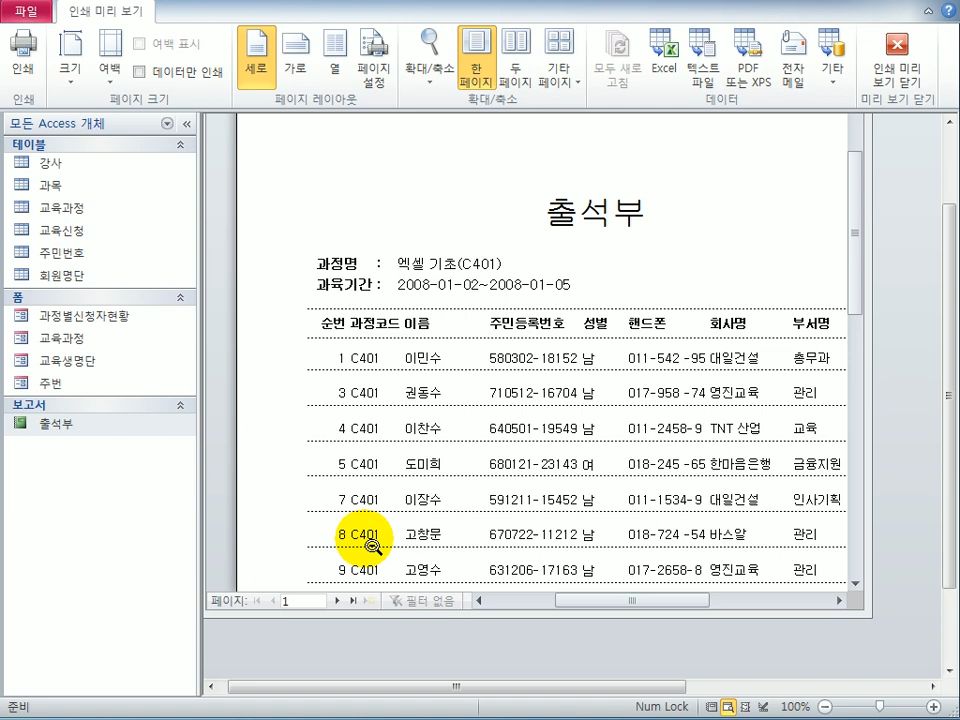 파일 인쇄 미리 보기
인쇄 크기 여백 여백 표시 데이터만 인쇄 세로 가로 열 페이지 설정 확대/축소 한 페이지 두 페이지 기타 페이지 모두 새로 고침 Excel 텍스트 파일 PDF 또는 XPS 전자 메일 기타 인쇄 미리 보기 닫기
인쇄 페이지 크기 페이지 레이아웃 확대/축소 데이터 미리 보기 닫기
모든 Access 개체
테이블
강사
과목
교육과정
교육신청
주민번호
회원명단
폼
과정별신청자현황
교육과정
교육생명단
주번
보고서
출석부
출석부
과정명 : 엑셀 기초(C401)
과육기간 : 2008-01-02~2008-01-05
순번 과정코드 이름 주민등록번호 성별 핸드폰 회사명 부서명
1 C401 이민수 580302-18152 남 011-542 -95 대일건설 총무과
3 C401 권동수 710512-16704 남 017-958 -74 영진교육 관리
4 C401 이찬수 640501-19549 남 011-2458-9 TNT 산업 교육
5 C401 도미희 680121-23143 여 018-245 -65 한마음은행 금융지원
7 C401 이장수 591211-15452 남 011-1534-9 대일건설 인사기획
8 C401 고창문 670722-11212 남 018-724 -54 바스알 관리
9 C401 고영수 631206-17163 남 017-2658-8 영진교육 관리
페이지: 1 필터 없음
준비 Num Lock 100%